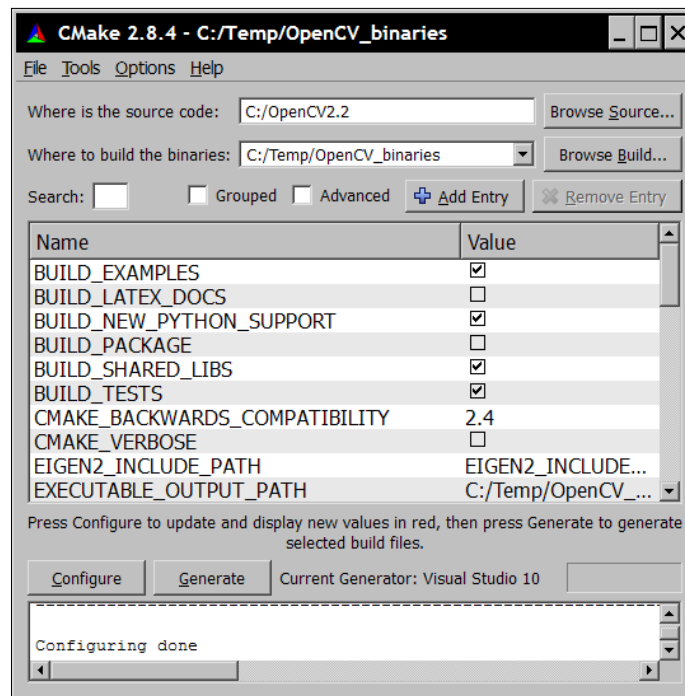 CMake 2.8.4 - C:/Temp/OpenCV_binaries
File Tools Options Help
Where is the source code: C:/OpenCV2.2 Browse Source...
Where to build the binaries: C:/Temp/OpenCV_binaries Browse Build...
Search: Grouped Advanced Add Entry Remove Entry
Name Value
BUILD_EXAMPLES
BUILD_LATEX_DOCS
BUILD_NEW_PYTHON_SUPPORT
BUILD_PACKAGE
BUILD_SHARED_LIBS
BUILD_TESTS
CMAKE_BACKWARDS_COMPATIBILITY 2.4
CMAKE_VERBOSE
EIGEN2_INCLUDE_PATH EIGEN2_INCLUDE...
EXECUTABLE_OUTPUT_PATH C:/Temp/OpenCV_...
Press Configure to update and display new values in red, then press Generate to generate
selected build files.
Configure Generate Current Generator: Visual Studio 10
Configuring done